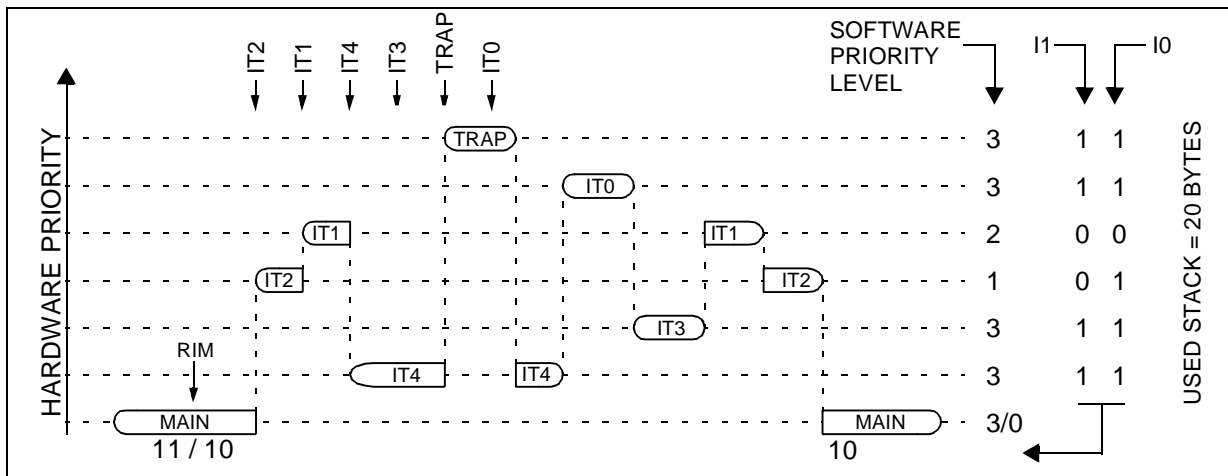 IT2
IT1
IT4
IT3
TRAP
IT0
SOFTWARE
PRIORITY
LEVEL
I1
I0
HARDWARE PRIORITY
TRAP
3
1 1
IT0
3
1 1
IT1
IT1
2
0 0
IT2
IT2
1
0 1
IT3
3
1 1
RIM
IT4
IT4
3
1 1
MAIN
MAIN
3/0
11 / 10
10
USED STACK = 20 BYTES